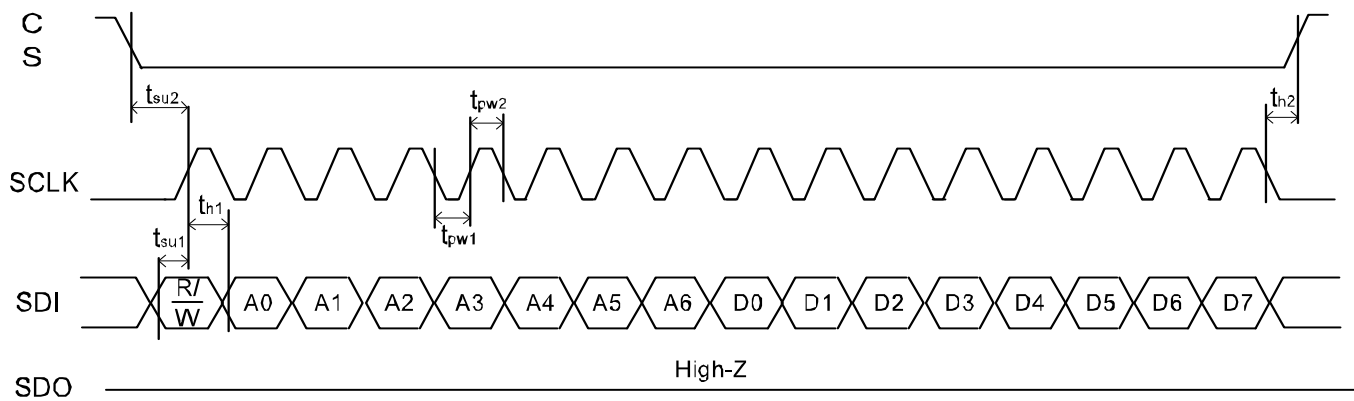 C
S
tsu2
tpw2
th2
SCLK
th1
tpw1
tsu1
SDI
R/
W
A0 A1 A2 A3 A4 A5 A6 D0 D1 D2 D3 D4 D5 D6 D7
High-Z
SDO